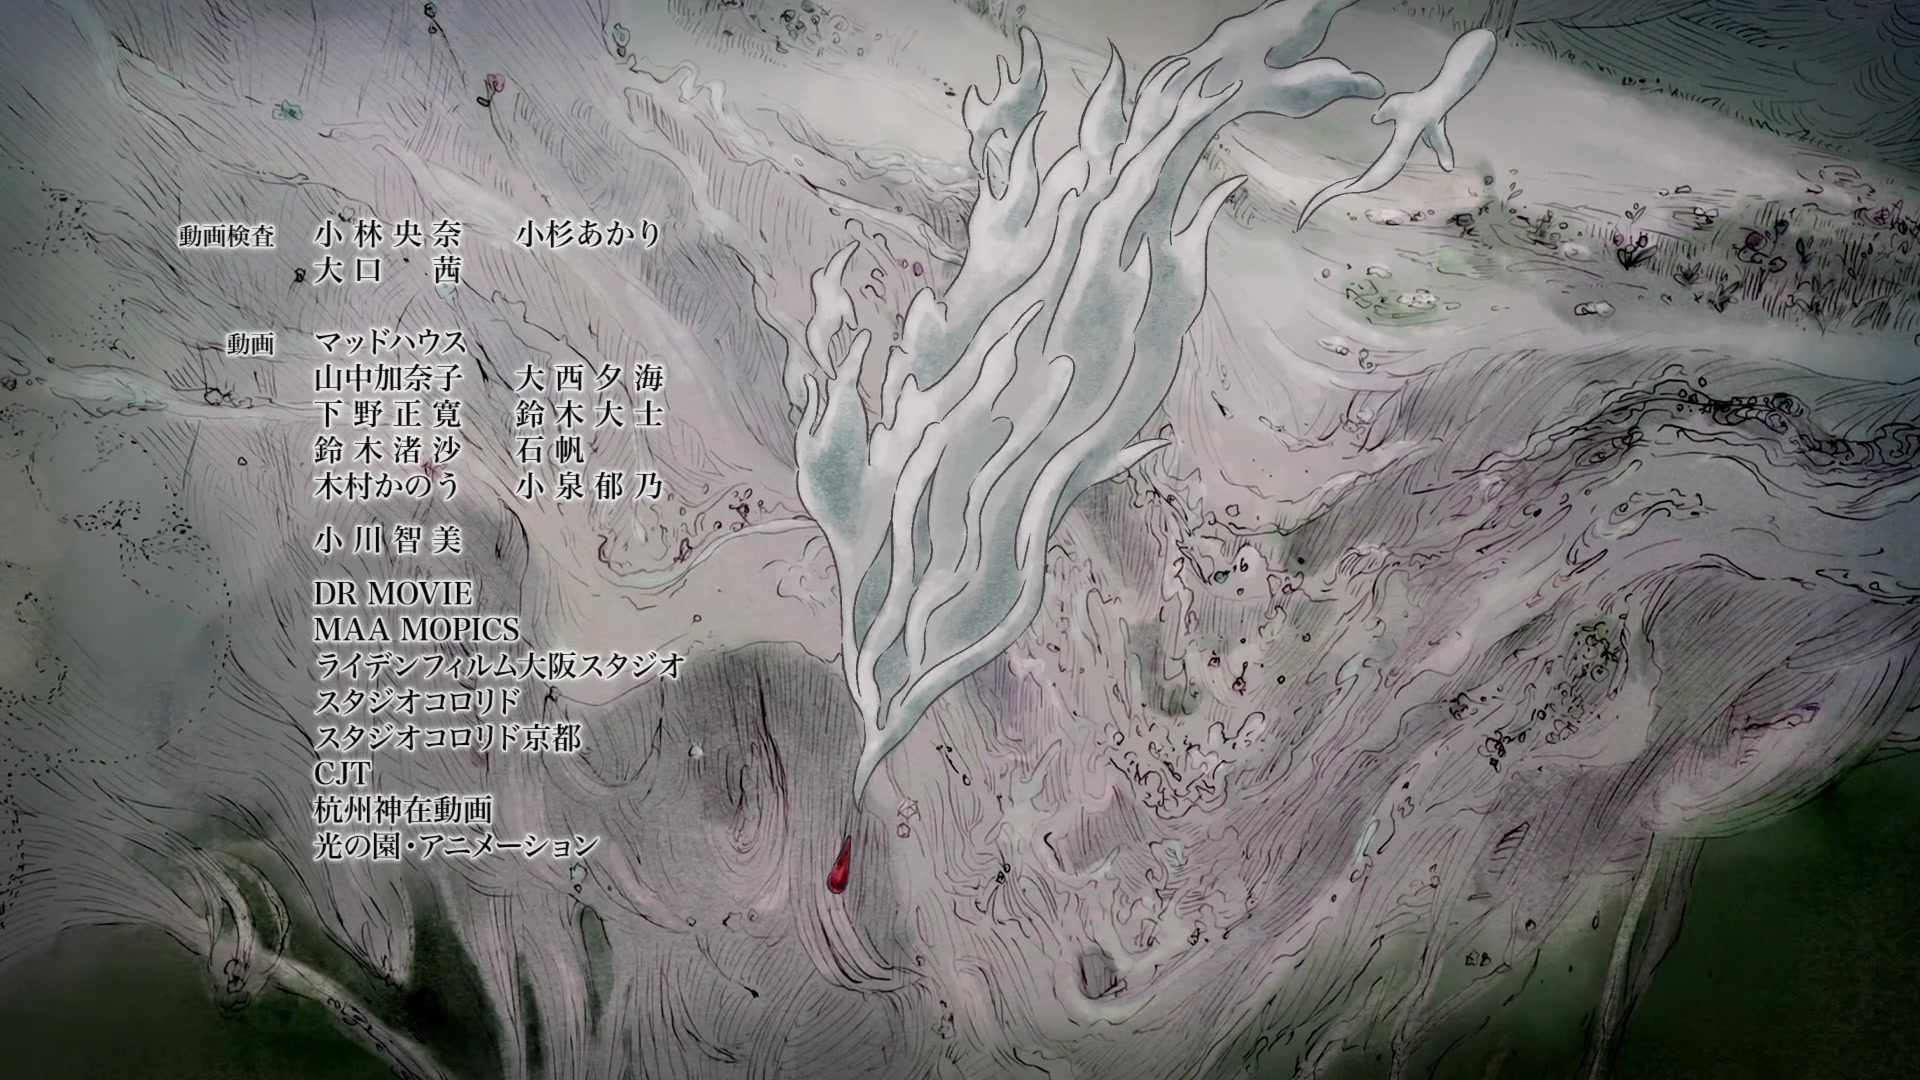 動画検査 小林央奈 小杉あかり
大口 茜
動画 マッドハウス
山中加奈子 大西夕海
下野正寛 鈴木大士
鈴木渚沙 石帆
木村かのう 小泉郁乃
小川智美
DR MOVIE
MAA MOPICS
ライデンフィルム大阪スタジオ
スタジオコロリド
スタジオコロリド京都
CJT
杭州神在動画
光の園・アニメーション